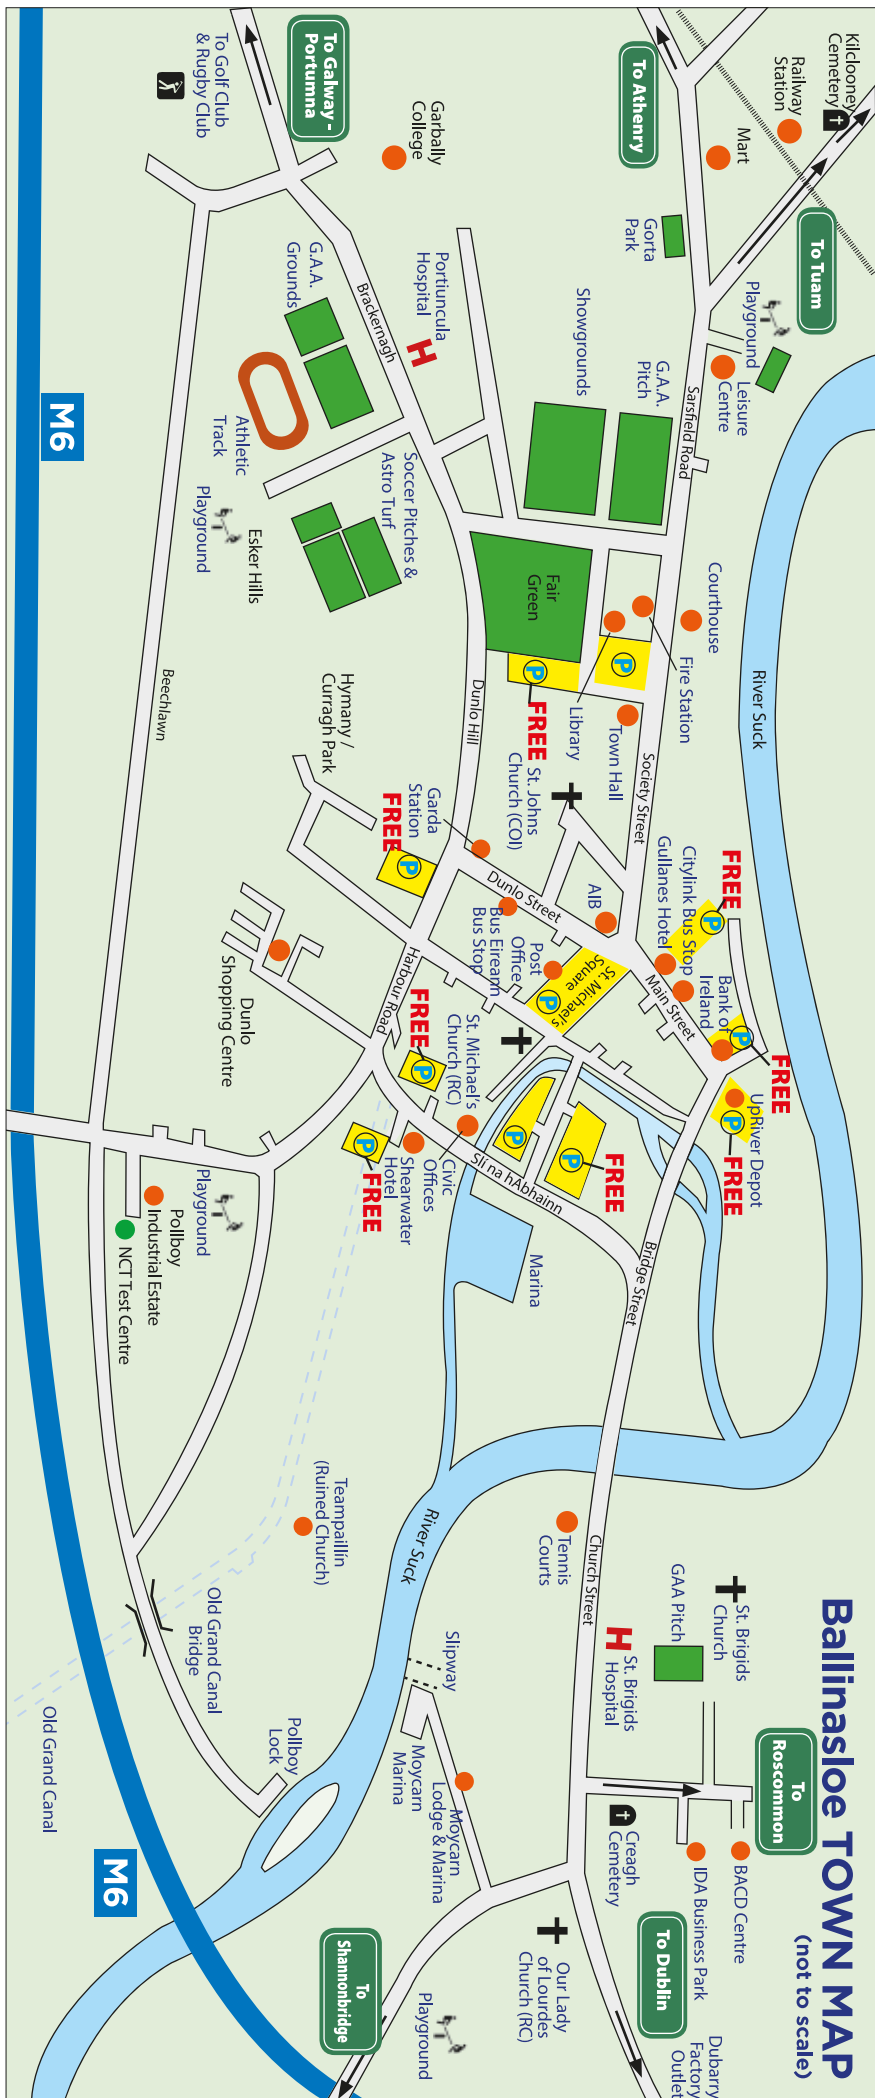 Ballinasloe TOWN MAP
(not to scale)
Kilclooney
Cemetery
Railway
Station
Mart
To Athenry
To Tuam
Gorta
Park
Playground
Leisure
Centre
To Galway -
Portumna
To Golf Club
& Rugby Club
Garbally
College
Portiuncula
Hospital
H
Brackernagh
G.A.A.
Grounds
Athletic
Track
Playground
Esker Hills
Soccer Pitches &
Astro Turf
Showgrounds
G.A.A.
Pitch
Sarsfield Road
Courthouse
Fire Station
Library
Town Hall
Fair
Green
P
P
FREE
River Suck
Society Street
Dunlo Hill
St. Johns
Church (COI)
M6
Beechlawn
Hymany /
Curragh Park
Garda
Station
FREE
P
Dunlo Street
Bus Eireann
Bus Stop
AIB
Post
Office
St. Michael's
Square
P
Gullanes Hotel
Citylink Bus Stop
FREE
P
Bank of
Ireland
Main Street
P
FREE
UpRiver Depot
P
FREE
Harbour Road
Dunlo
Shopping Centre
FREE
P
St. Michael's
Church (RC)
Civic
Offices
Shearwater
Hotel
P
FREE
Slí na hAbhainn
P
P
FREE
Marina
Bridge Street
Playground
Pollboy
Industrial Estate
NCT Test Centre
Teampaillín
(Ruined Church)
River Suck
Tennis
Courts
Church Street
Old Grand Canal
Bridge
Old Grand Canal
Pollboy
Lock
Slipway
Moycarn
Marina
Moycarn
Lodge & Marina
H
St. Brigids
Hospital
GAA Pitch
St. Brigids
Church
To
Roscommon
Creagh
Cemetery
BACD Centre
IDA Business Park
To Dublin
Our Lady
of Lourdes
Church (RC)
Dubarry
Factory
Outlet
Playground
To
Shannonbridge
M6